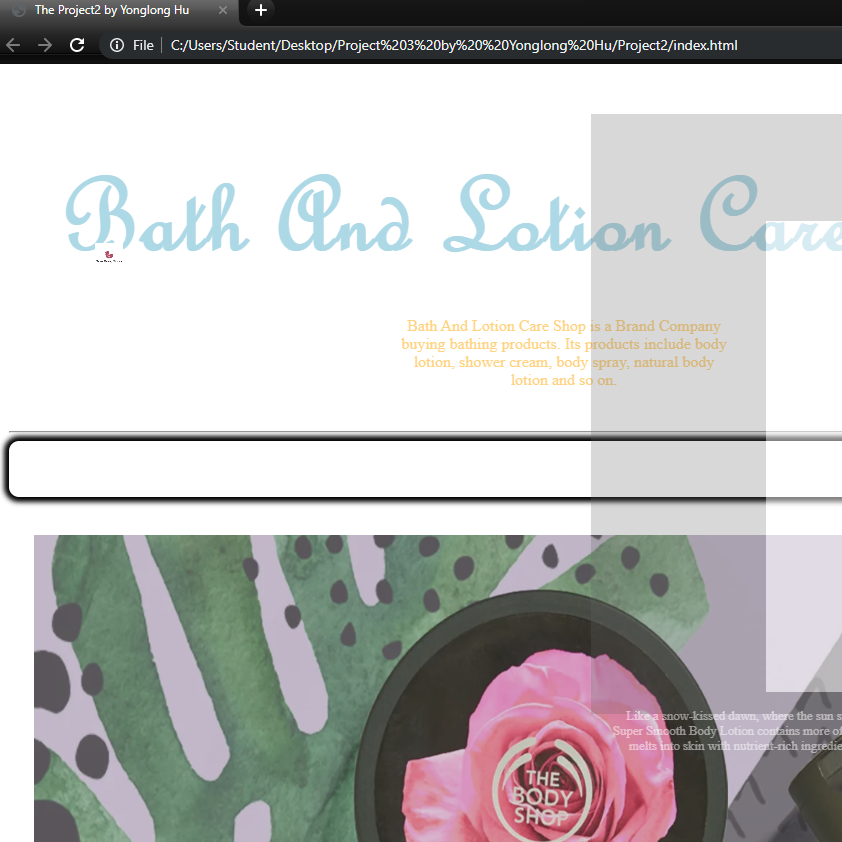 The Project2 by Yonglong Hu
File
C:/Users/Student/Desktop/Project%203%20by%20%20Yonglong%20Hu/Project2/index.html
Bath And Lotion Care
Bath And Lotion Care Shop is a Brand Company
buying bathing products. Its products include body
lotion, shower cream, body spray, natural body
lotion and so on.
Like a snow-kissed dawn, where the sun s
Super Smooth Body Lotion contains more of
melts into skin with nutrient-rich ingredie
THE
BODY
SHOP